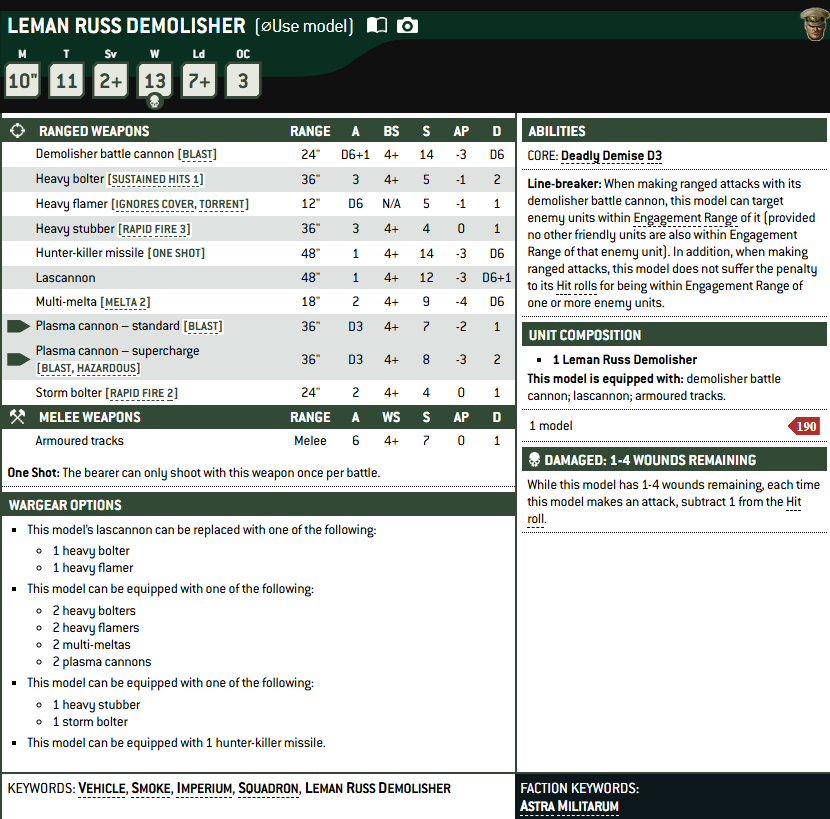 LEMAN RUSS DEMOLISHER (⌀Use model)
M T Sv W Ld OC
10" 11 2+ 13 7+ 3
RANGED WEAPONS RANGE A BS S AP D
Demolisher battle cannon [BLAST] 24" D6+1 4+ 14 -3 D6
Heavy bolter [SUSTAINED HITS 1] 36" 3 4+ 5 -1 2
Heavy flamer [IGNORES COVER, TORRENT] 12" D6 N/A 5 -1 1
Heavy stubber [RAPID FIRE 3] 36" 3 4+ 4 0 1
Hunter-killer missile [ONE SHOT] 48" 1 4+ 14 -3 D6
Lascannon 48" 1 4+ 12 -3 D6+1
Multi-melta [MELTA 2] 18" 2 4+ 9 -4 D6
Plasma cannon – standard [BLAST] 36" D3 4+ 7 -2 1
Plasma cannon – supercharge
[BLAST, HAZARDOUS] 36" D3 4+ 8 -3 2
Storm bolter [RAPID FIRE 2] 24" 2 4+ 4 0 1
MELEE WEAPONS RANGE A WS S AP D
Armoured tracks Melee 6 4+ 7 0 1
One Shot: The bearer can only shoot with this weapon once per battle.
WARGEAR OPTIONS
▪ This model's lascannon can be replaced with one of the following:
◦ 1 heavy bolter
◦ 1 heavy flamer
▪ This model can be equipped with one of the following:
◦ 2 heavy bolters
◦ 2 heavy flamers
◦ 2 multi-meltas
◦ 2 plasma cannons
▪ This model can be equipped with one of the following:
◦ 1 heavy stubber
◦ 1 storm bolter
▪ This model can be equipped with 1 hunter-killer missile.
ABILITIES
CORE: Deadly Demise D3
Line-breaker: When making ranged attacks with its
demolisher battle cannon, this model can target
enemy units within Engagement Range of it (provided
no other friendly units are also within Engagement
Range of that enemy unit). In addition, when making
ranged attacks, this model does not suffer the penalty
to its Hit rolls for being within Engagement Range of
one or more enemy units.
UNIT COMPOSITION
▪ 1 Leman Russ Demolisher
This model is equipped with: demolisher battle
cannon; lascannon; armoured tracks.
1 model 190
DAMAGED: 1-4 WOUNDS REMAINING
While this model has 1-4 wounds remaining, each time
this model makes an attack, subtract 1 from the Hit
roll.
KEYWORDS: VEHICLE, SMOKE, IMPERIUM, SQUADRON, LEMAN RUSS DEMOLISHER
FACTION KEYWORDS:
ASTRA MILITARUM